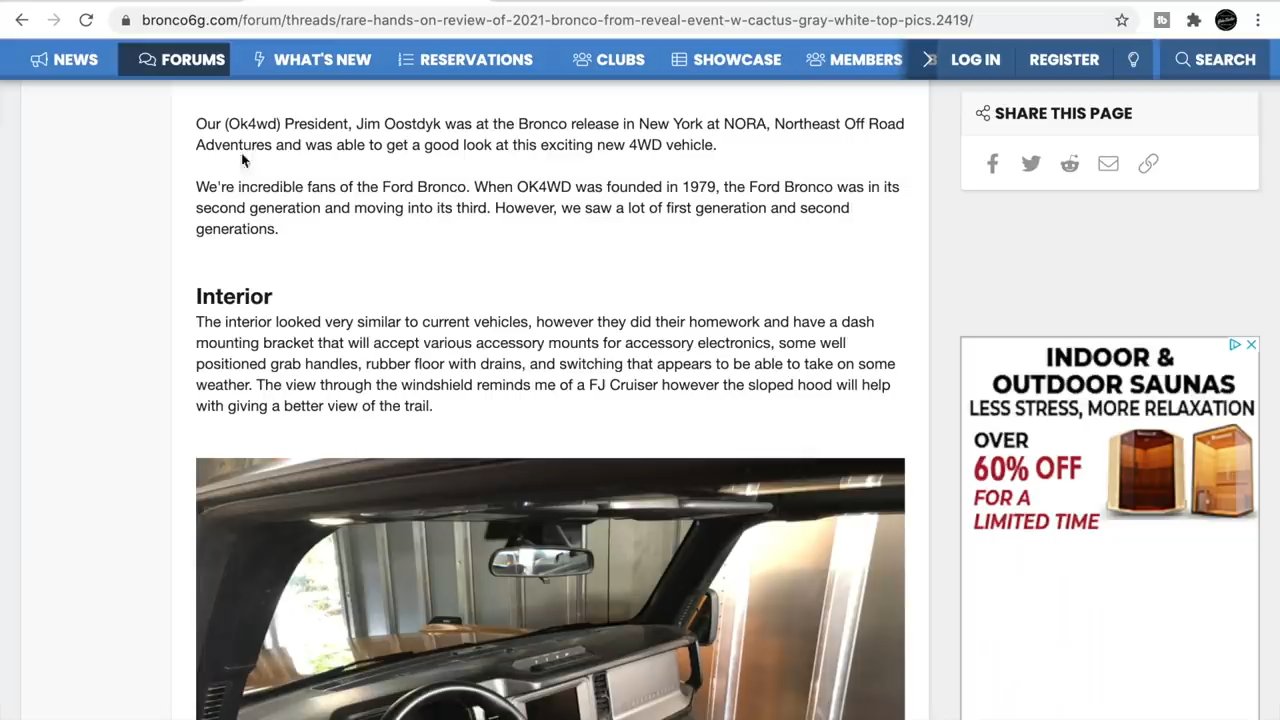 bronco6g.com/forum/threads/rare-hands-on-review-of-2021-bronco-from-reveal-event-w-cactus-gray-white-top-pics.2419/
NEWS FORUMS WHAT'S NEW RESERVATIONS CLUBS SHOWCASE MEMBERS LOG IN REGISTER SEARCH
Our (Ok4wd) President, Jim Oostdyk was at the Bronco release in New York at NORA, Northeast Off Road
Adventures and was able to get a good look at this exciting new 4WD vehicle.
We're incredible fans of the Ford Bronco. When OK4WD was founded in 1979, the Ford Bronco was in its
second generation and moving into its third. However, we saw a lot of first generation and second
generations.
Interior
The interior looked very similar to current vehicles, however they did their homework and have a dash
mounting bracket that will accept various accessory mounts for accessory electronics, some well
positioned grab handles, rubber floor with drains, and switching that appears to be able to take on some
weather. The view through the windshield reminds me of a FJ Cruiser however the sloped hood will help
with giving a better view of the trail.
SHARE THIS PAGE
INDOOR &
OUTDOOR SAUNAS
LESS STRESS, MORE RELAXATION
OVER
60% OFF
FOR A
LIMITED TIME